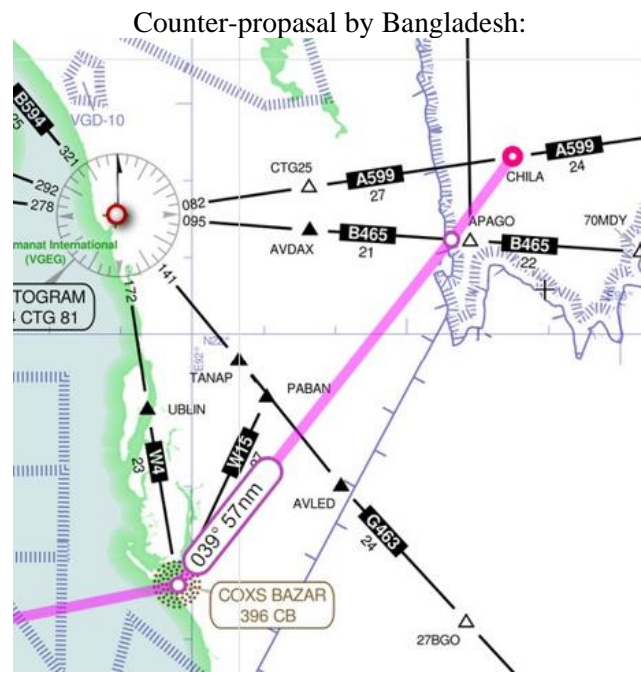 Counter-propasal by Bangladesh:
B594
VGD-10
321
292
278
CTG25
082
A599
27
CHILA
A599
24
095
AVDAX
B465
21
APAGO
70MDY
B465
22
manat International
(VGEG)
TOGRAM
CTG 81
141
172
TANAP
PABAN
UBLIN
W4
23
W15
039° 57nm
AVLED
G463
24
COXS BAZAR
396 CB
27BGO